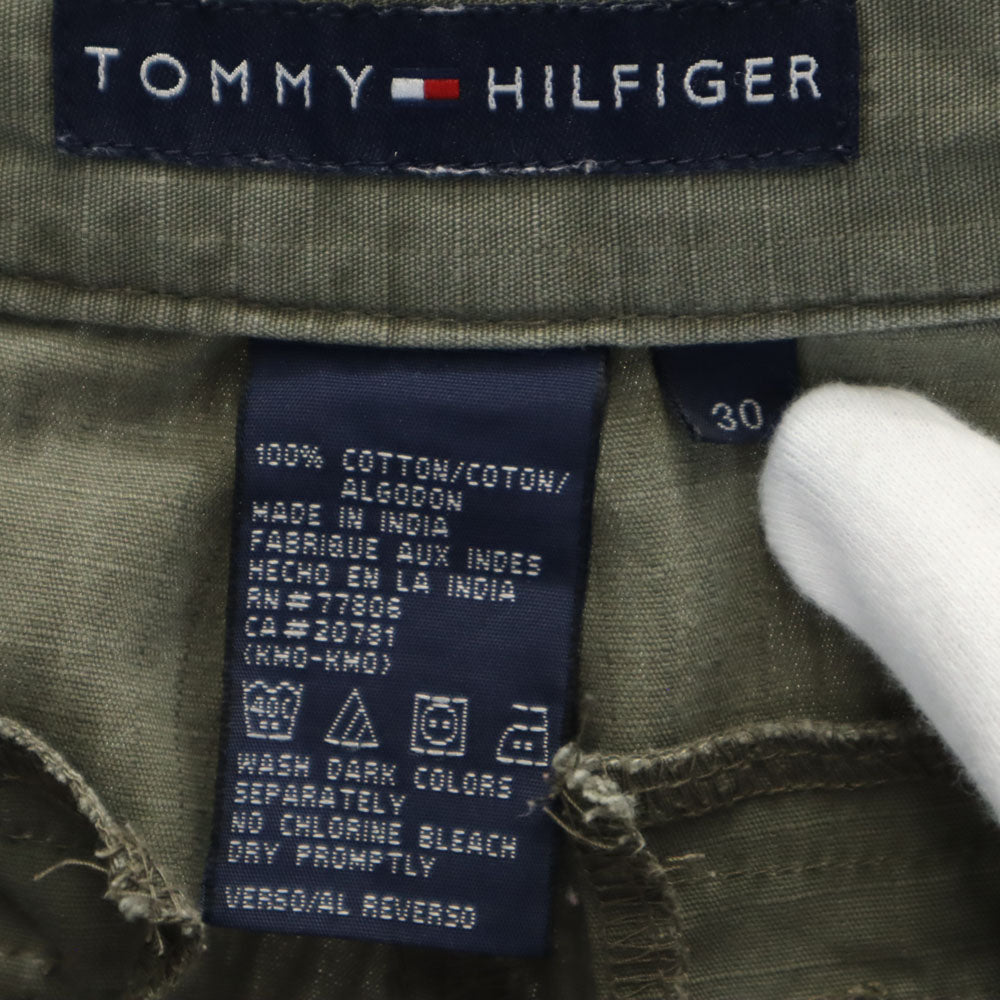 TOMMY HILFIGER
30
100% COTTON/COTON/
ALGODON
MADE IN INDIA
FABRIQUE AUX INDES
HECHO EN LA INDIA
RN#77806
CA#20781
(KMO-KMO)
40C
WASH DARK COLORS
SEPARATELY
NO CHLORINE BLEACH
DRY PROMPTLY
VERSO/AL REVERSO